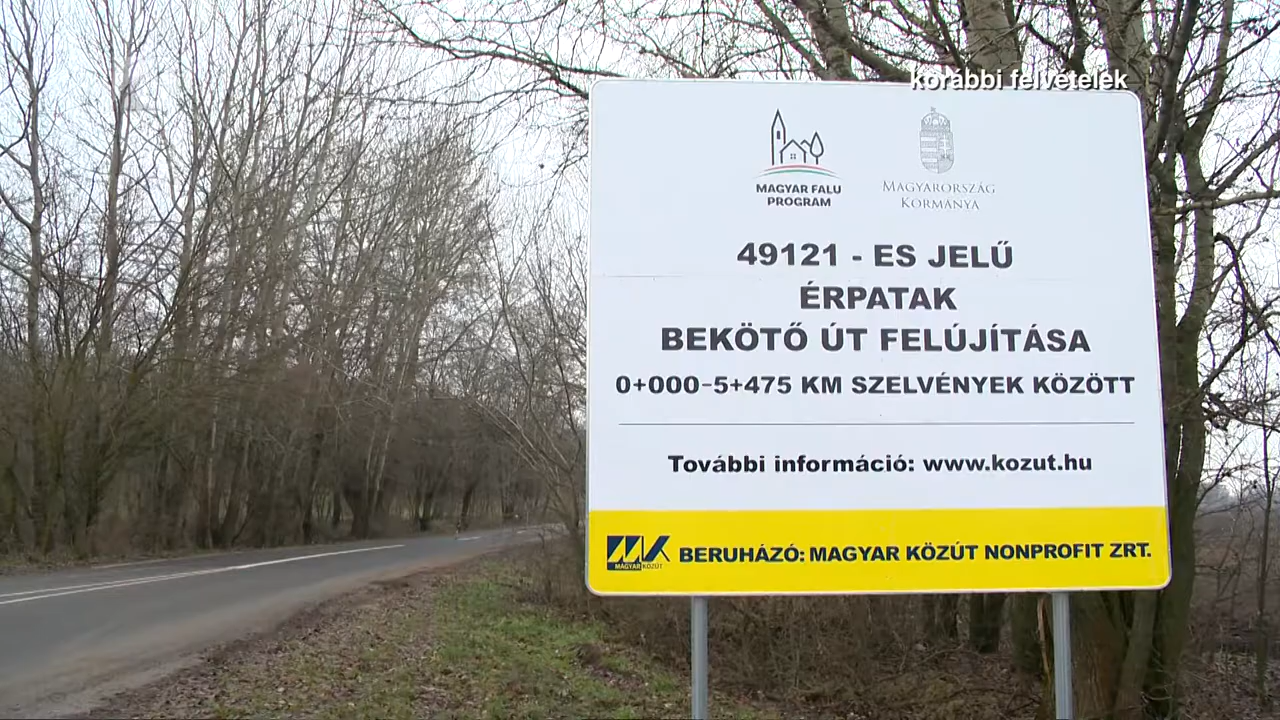 korábbi felvételek
MAGYAR FALU
PROGRAM
MAGYARORSZÁG
KORMÁNYA
49121 - ES JELŰ
ÉRPATAK
BEKÖTŐ ÚT FELÚJÍTÁSA
0+000-5+475 KM SZELVÉNYEK KÖZÖTT
További információ: www.kozut.hu
MK
MAGYAR KÖZÚT
BERUHÁZÓ: MAGYAR KÖZÚT NONPROFIT ZRT.